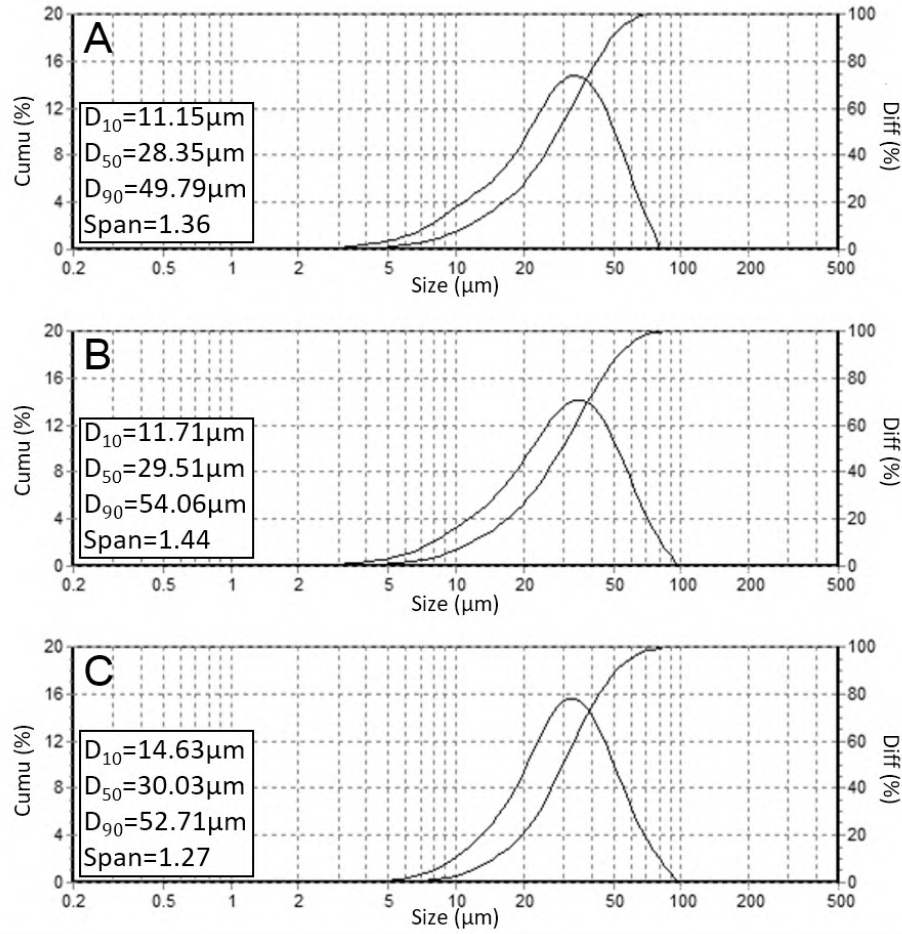 A
20
16
12
8
4
0
Cumu (%)
D₁₀=11.15µm
D₅₀=28.35µm
D₉₀=49.79µm
Span=1.36
100
80
60
40
20
0
Diff (%)
0.2 0.5 1 2 5 10 20 50 100 200 500
Size (µm)
B
20
16
12
8
4
0
Cumu (%)
D₁₀=11.71µm
D₅₀=29.51µm
D₉₀=54.06µm
Span=1.44
100
80
60
40
20
0
Diff (%)
0.2 0.5 1 2 5 10 20 50 100 200 500
Size (µm)
C
20
16
12
8
4
0
Cumu (%)
D₁₀=14.63µm
D₅₀=30.03µm
D₉₀=52.71µm
Span=1.27
100
80
60
40
20
0
Diff (%)
0.2 0.5 1 2 5 10 20 50 100 200 500
Size (µm)